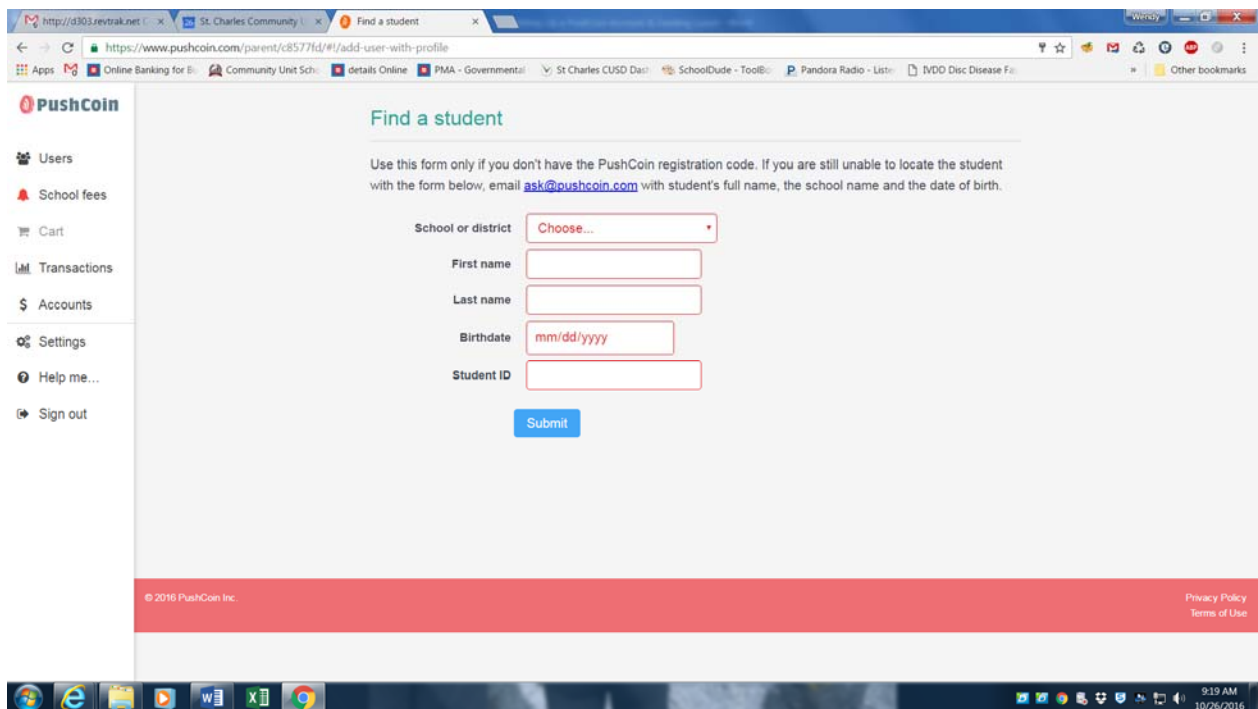 http://d303.revtrak.net
St. Charles Community
Find a student
Wendy
https://www.pushcoin.com/parent/c8577fd/#!/add-user-with-profile
Apps
Online Banking for B
Community Unit Sch
details Online
PMA - Governmental
St Charles CUSD Das
SchoolDude - ToolB
Pandora Radio - Liste
IVDD Disc Disease Fa
»
Other bookmarks
PushCoin
Users
School fees
Cart
Transactions
$ Accounts
Settings
Help me...
Sign out
Find a student
Use this form only if you don't have the PushCoin registration code. If you are still unable to locate the student
with the form below, email ask@pushcoin.com with student's full name, the school name and the date of birth.
School or district Choose...
First name
Last name
Birthdate mm/dd/yyyy
Student ID
Submit
© 2016 PushCoin Inc.
Privacy Policy
Terms of Use
9:19 AM
10/26/2016